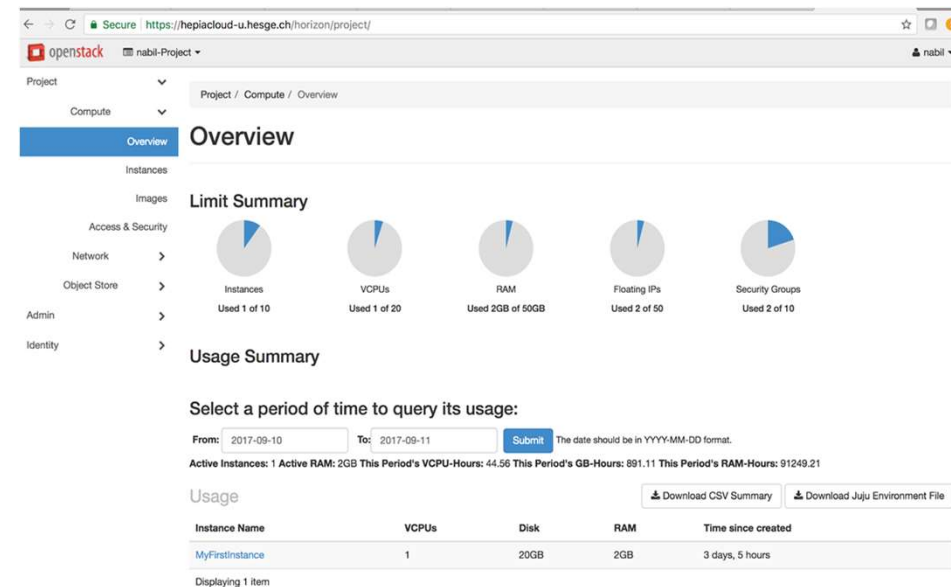 Secure https://hepiacloud-u.hesge.ch/horizon/project/
openstack nabil-Project nabil
Project
Compute
Overview
Instances
Images
Access & Security
Network
Object Store
Admin
Identity
Project / Compute / Overview
Overview
Limit Summary
Instances VCPUs RAM Floating IPs Security Groups
Used 1 of 10 Used 1 of 20 Used 2GB of 50GB Used 2 of 50 Used 2 of 10
Usage Summary
Select a period of time to query its usage:
From: 2017-09-10 To: 2017-09-11 Submit The date should be in YYYY-MM-DD format.
Active Instances: 1 Active RAM: 2GB This Period's VCPU-Hours: 44.56 This Period's GB-Hours: 891.11 This Period's RAM-Hours: 91249.21
Usage Download CSV Summary Download Juju Environment File
Instance Name VCPUs Disk RAM Time since created
MyFirstInstance 1 20GB 2GB 3 days, 5 hours
Displaying 1 item